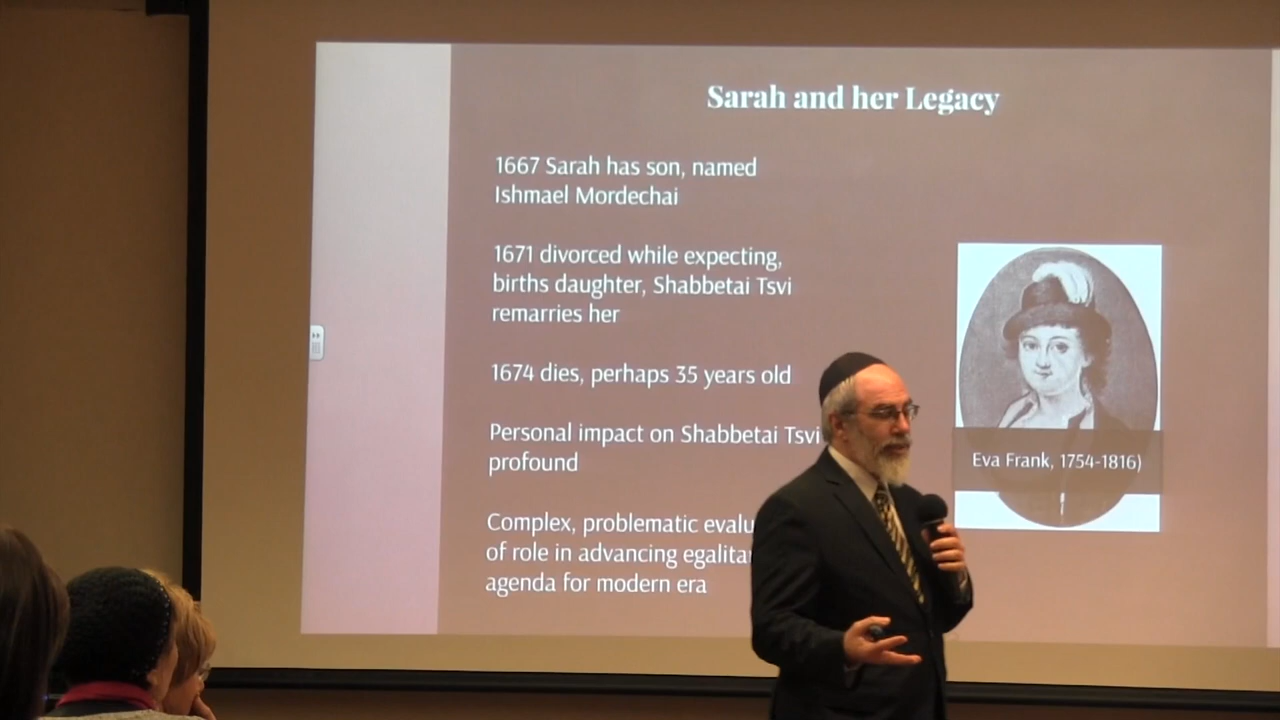 Sarah and her Legacy
1667 Sarah has son, named
Ishmael Mordechai
1671 divorced while expecting,
births daughter, Shabbetai Tsvi
remarries her
1674 dies, perhaps 35 years old
Personal impact on Shabbetai Tsvi
profound
Complex, problematic
of role in advancing
agenda for modern era
Eva Frank, 1754-1816)